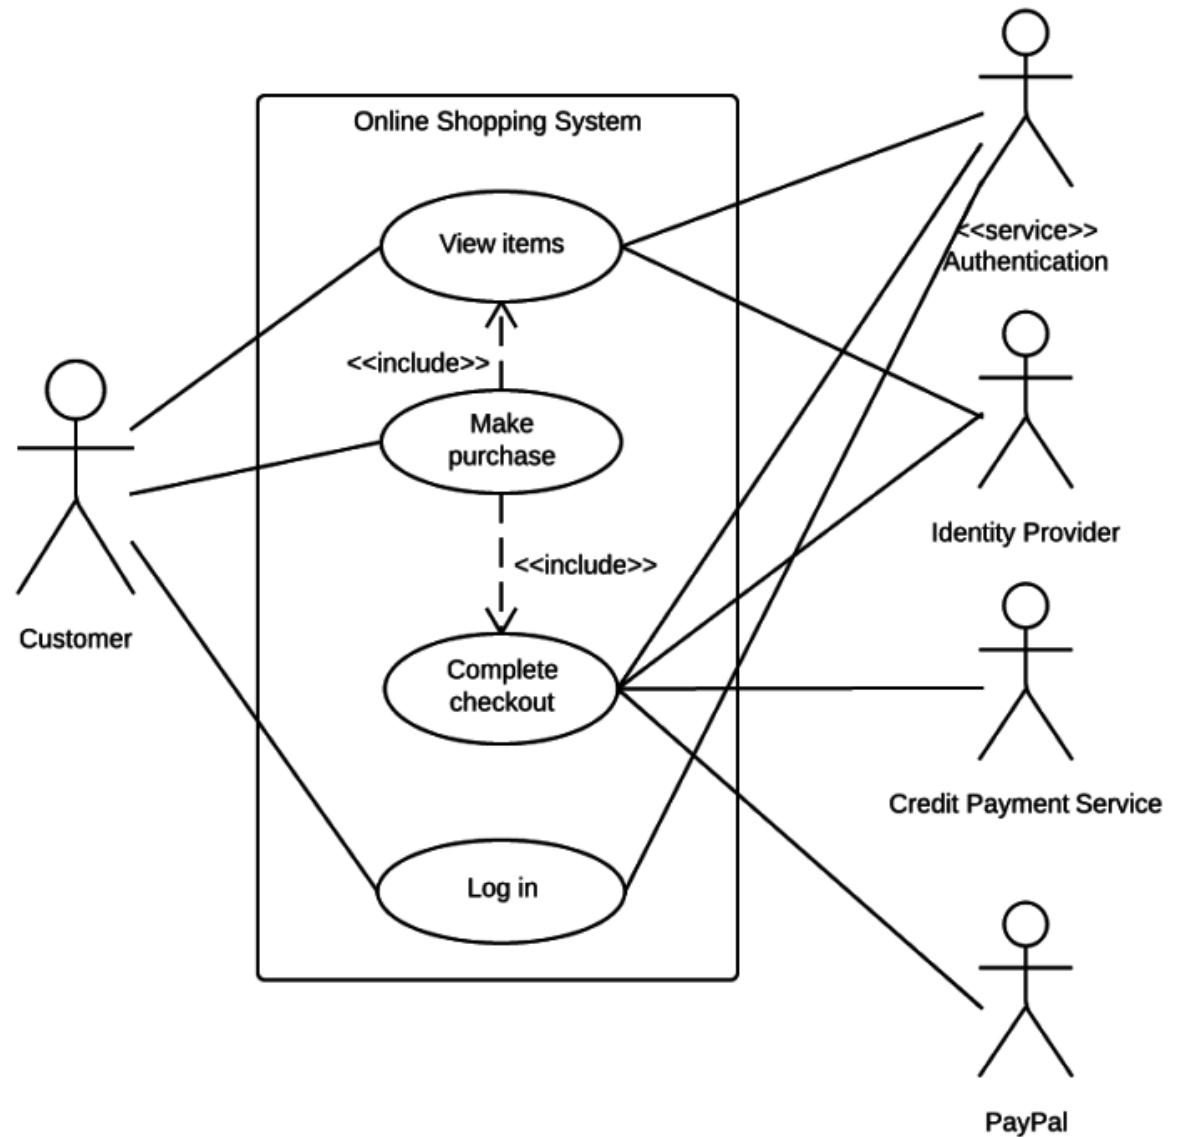 Online Shopping System
View items
<<service>>
Authentication
<<include>>
Make
purchase
Identity Provider
<<include>>
Customer
Complete
checkout
Credit Payment Service
Log in
PayPal